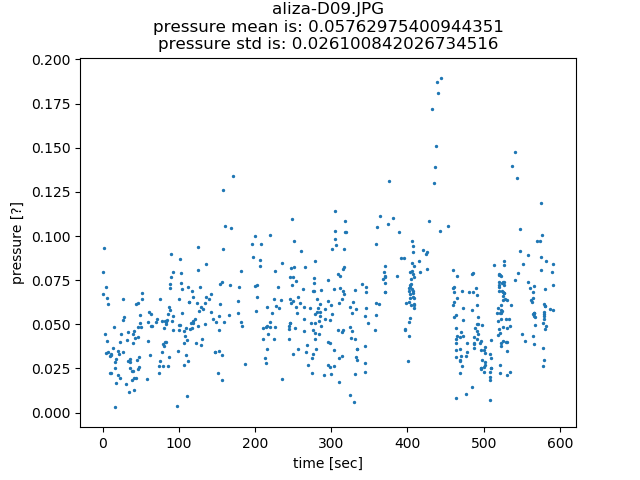 aliza-D09.JPG
pressure mean is: 0.05762975400944351
pressure std is: 0.026100842026734516
0.200
0.175
0.150
0.125
0.100
0.075
0.050
0.025
0.000
pressure [?]
0 100 200 300 400 500 600
time [sec]